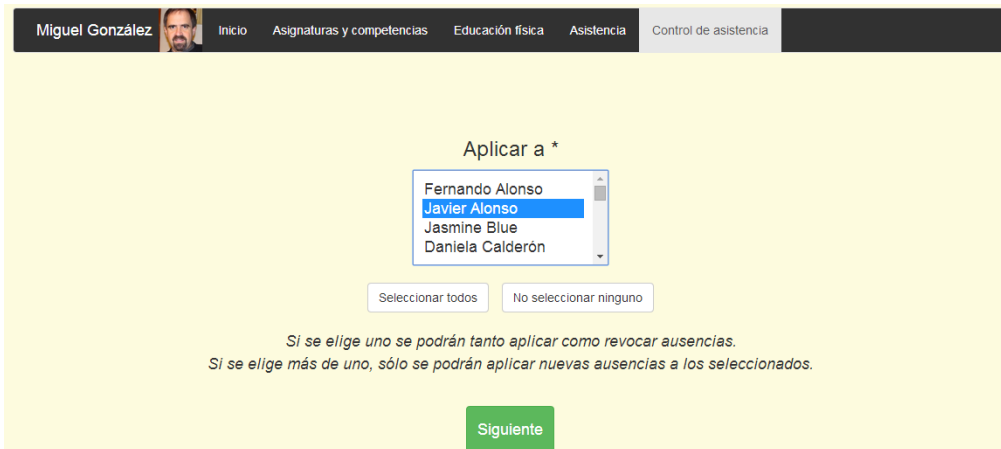 Miguel González Inicio Asignaturas y competencias Educación física Asistencia Control de asistencia
Aplicar a *
Fernando Alonso
Javier Alonso
Jasmine Blue
Daniela Calderón
Seleccionar todos No seleccionar ninguno
Si se elige uno se podrán tanto aplicar como revocar ausencias.
Si se elige más de uno, sólo se podrán aplicar nuevas ausencias a los seleccionados.
Siguiente